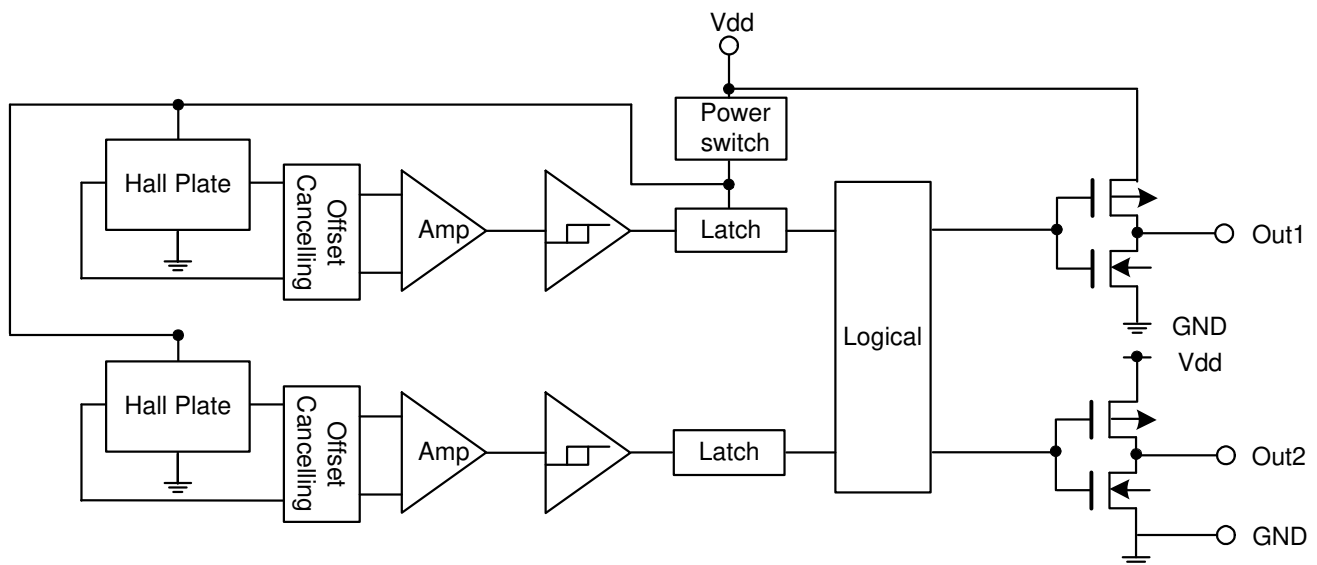 Vdd
Power
switch
Hall Plate
Offset
Cancelling
Amp
Latch
Out1
Logical
GND
Vdd
Hall Plate
Offset
Cancelling
Amp
Latch
Out2
GND